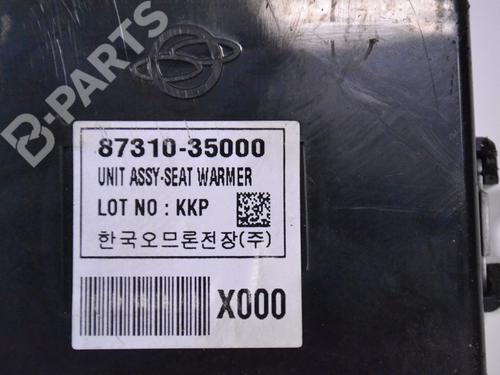 B-PARTS
87310-35000
UNIT ASSY-SEAT WARMER
LOT NO : KKP
한국오므론전장(주)
X000